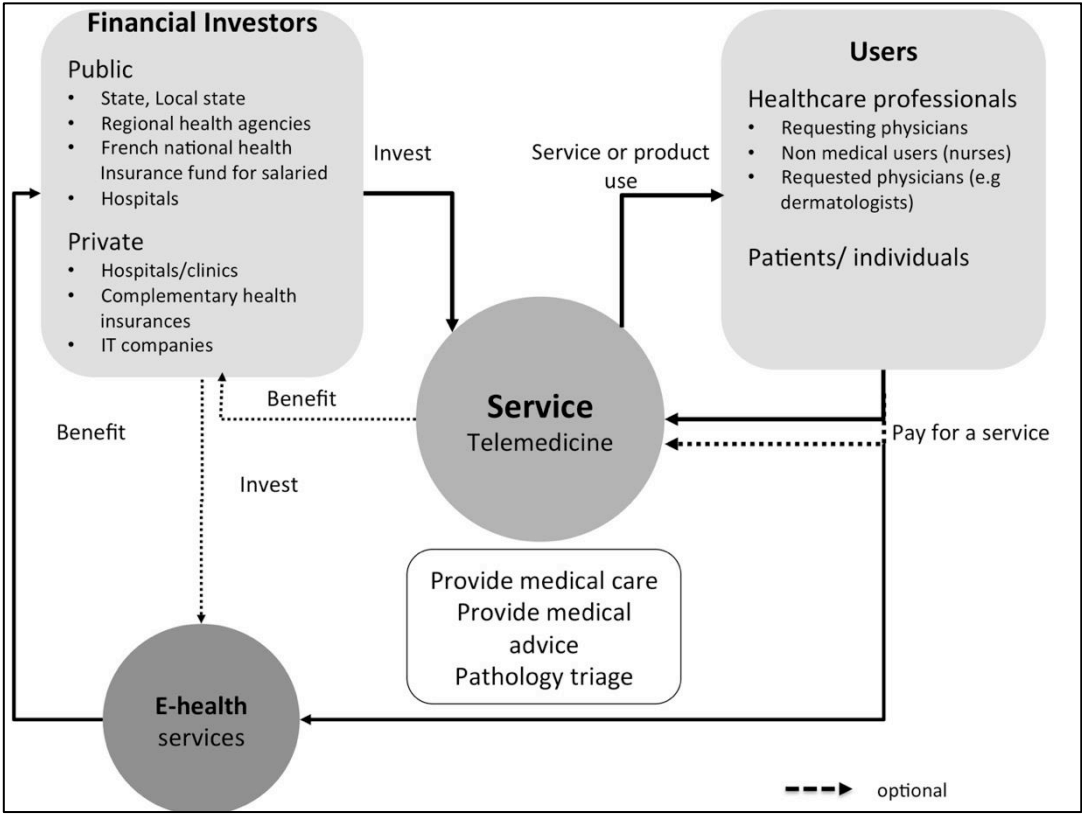 Financial Investors
Public
• State, Local state
• Regional health agencies
• French national health
Insurance fund for salaried
• Hospitals
Private
• Hospitals/clinics
• Complementary health
insurances
• IT companies
Invest
Service or product
use
Users
Healthcare professionals
• Requesting physicians
• Non medical users (nurses)
• Requested physicians (e.g
dermatologists)
Patients/ individuals
Benefit
Benefit
Invest
Service
Telemedicine
Pay for a service
Provide medical care
Provide medical
advice
Pathology triage
E-health
services
optional